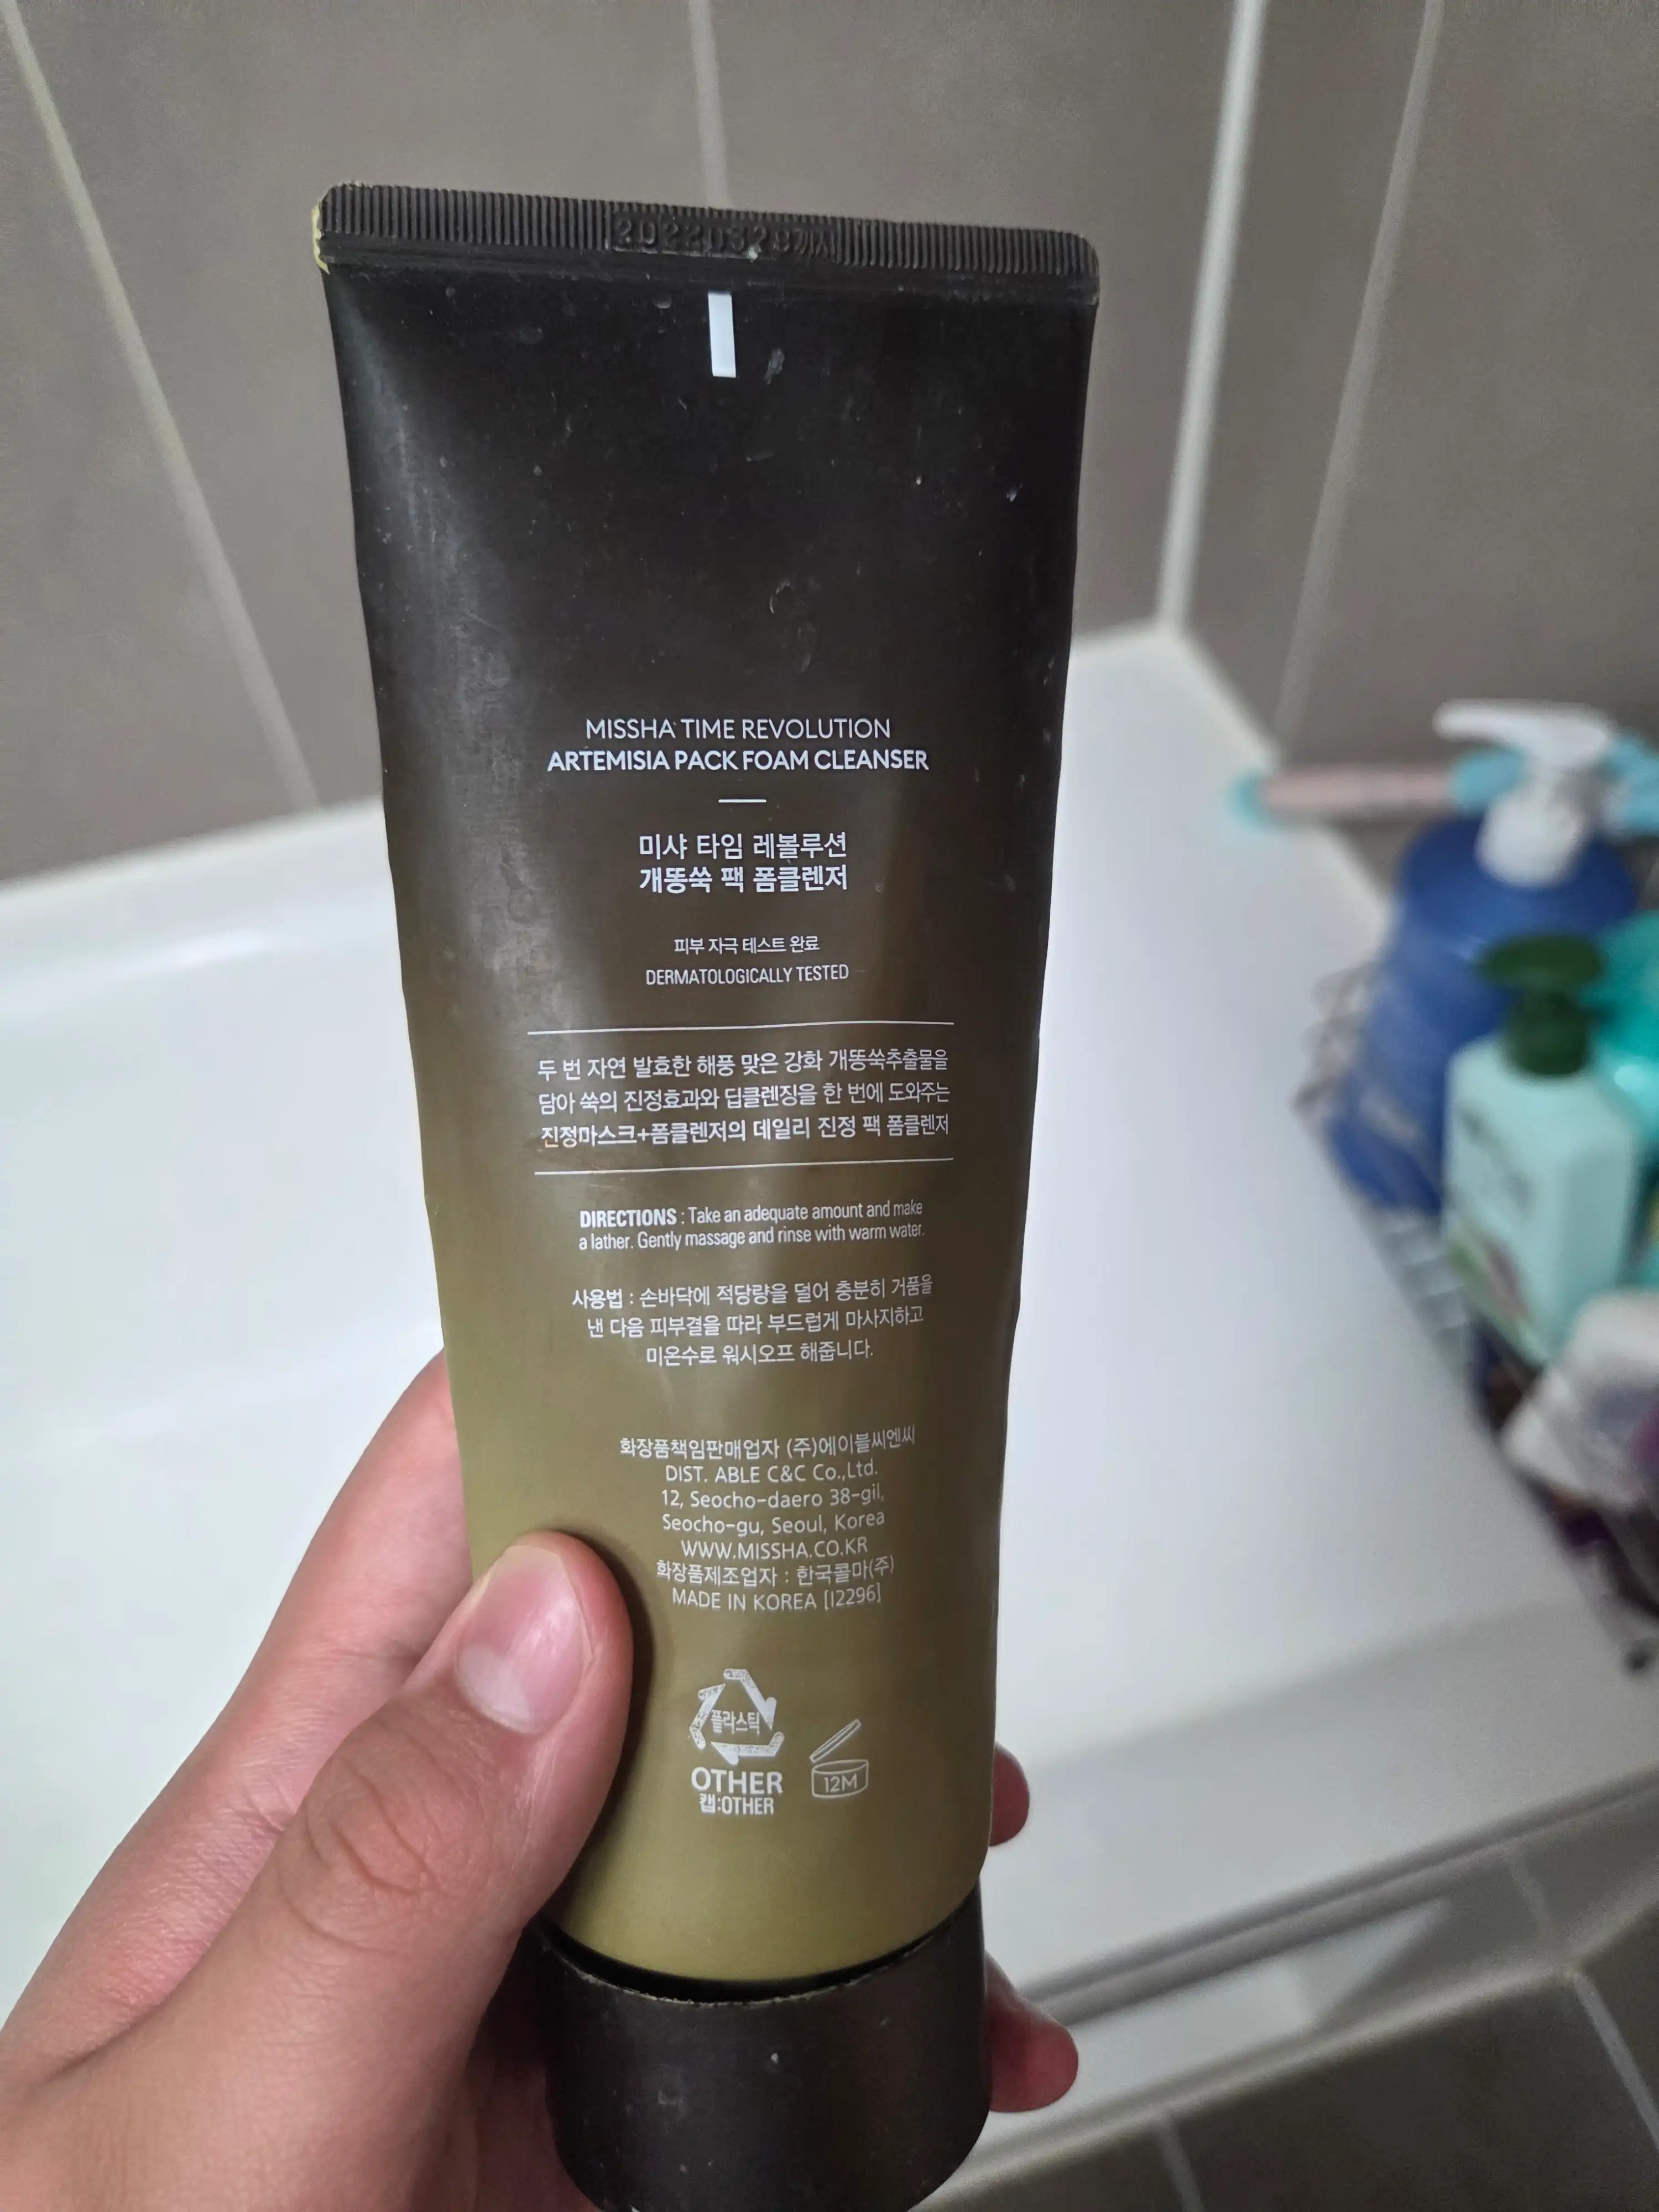 MISSHA TIME REVOLUTION
ARTEMISIA PACK FOAM CLEANSER
미샤 타임 레볼루션
개똥쑥 팩 폼클렌저
피부 자극 테스트 완료
DERMATOLOGICALLY TESTED
두 번 자연 발효한 해풍 맞은 강화 개똥쑥추출물을
담아 쑥의 진정효과와 딥클렌징을 한 번에 도와주는
진정마스크+폼클렌저의 데일리 진정 팩 폼클렌저
DIRECTIONS : Take an adequate amount and make
a lather. Gently massage and rinse with warm water.
사용법 : 손바닥에 적당량을 덜어 충분히 거품을
낸 다음 피부결을 따라 부드럽게 마사지하고
미온수로 워시오프 해줍니다.
화장품책임판매업자 (주)에이블씨엔씨
DIST. ABLE C&C Co.,Ltd.
12, Seocho-daero 38-gil,
Seocho-gu, Seoul, Korea
WWW.MISSHA.CO.KR
화장품제조업자 : 한국콜마(주)
MADE IN KOREA [I2296]
플라스틱
OTHER
캡:OTHER
12M